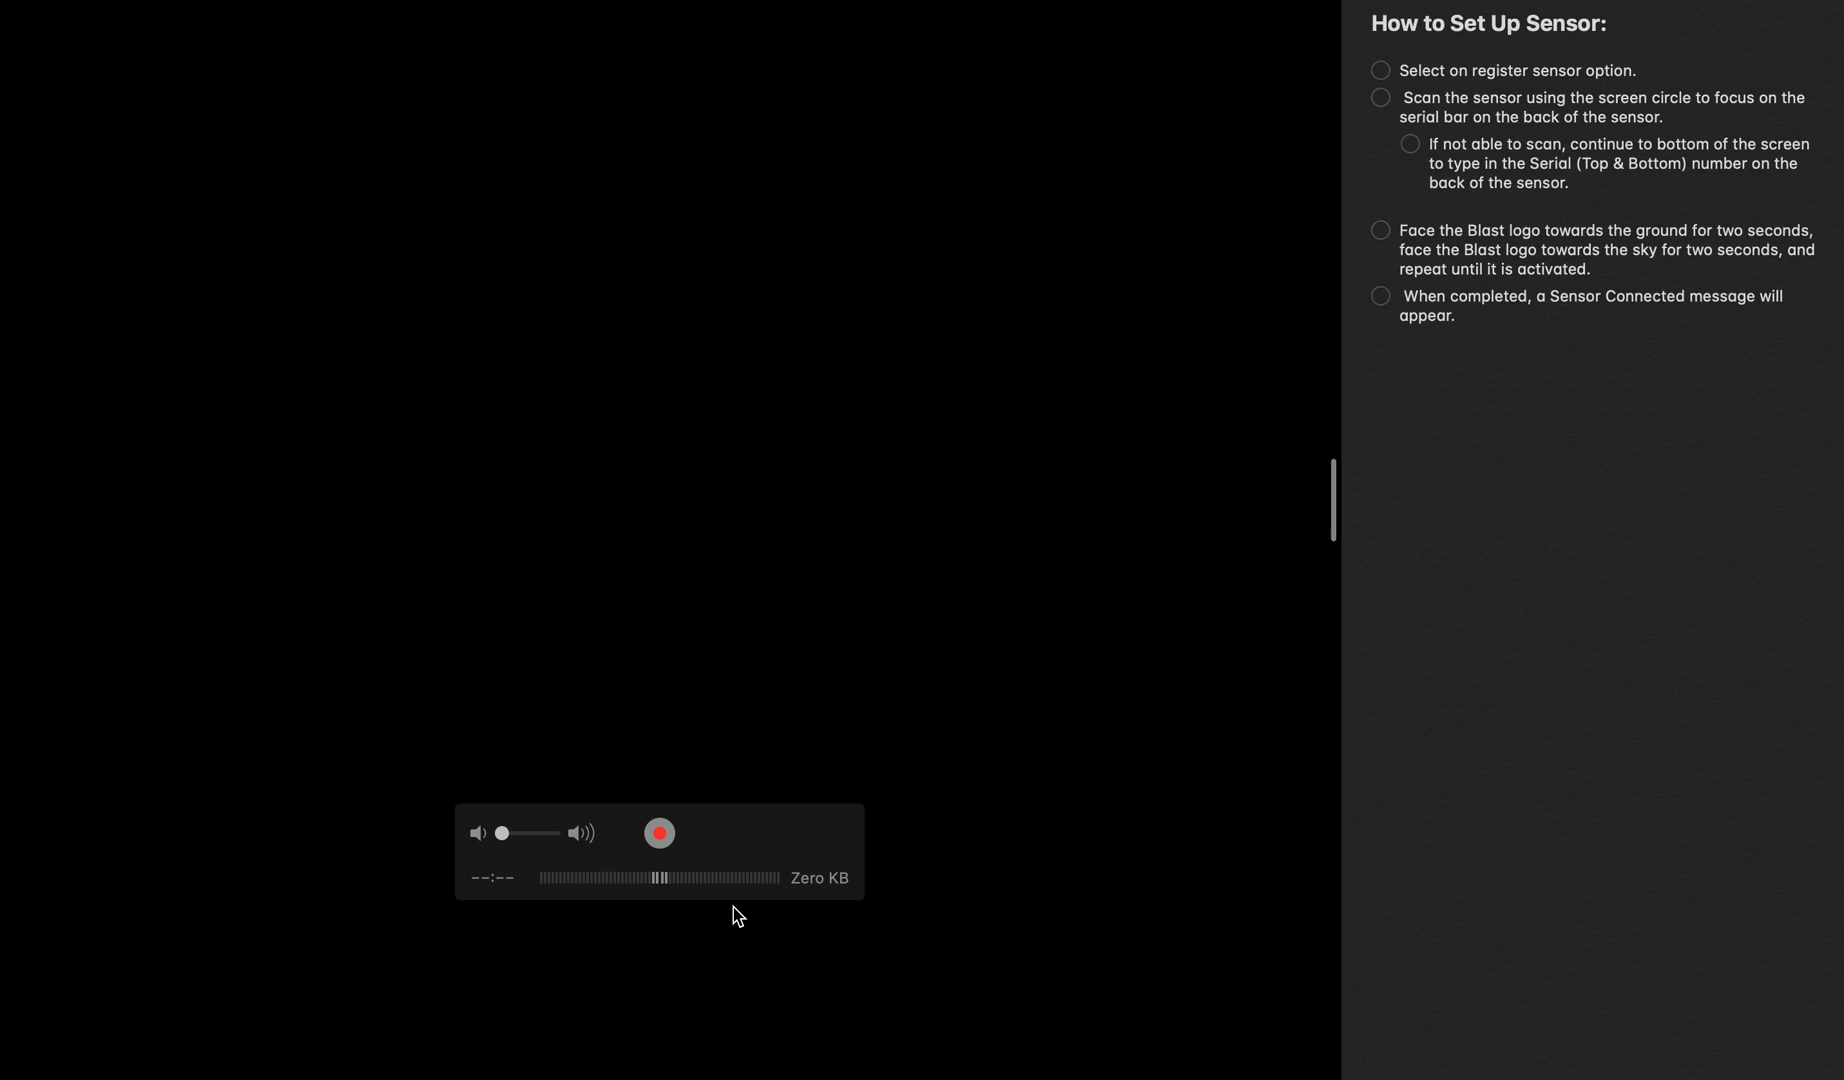 How to Set Up Sensor:
Select on register sensor option.
Scan the sensor using the screen circle to focus on the
serial bar on the back of the sensor.
If not able to scan, continue to bottom of the screen
to type in the Serial (Top & Bottom) number on the
back of the sensor.
Face the Blast logo towards the ground for two seconds,
face the Blast logo towards the sky for two seconds, and
repeat until it is activated.
When completed, a Sensor Connected message will
appear.
--:--
Zero KB